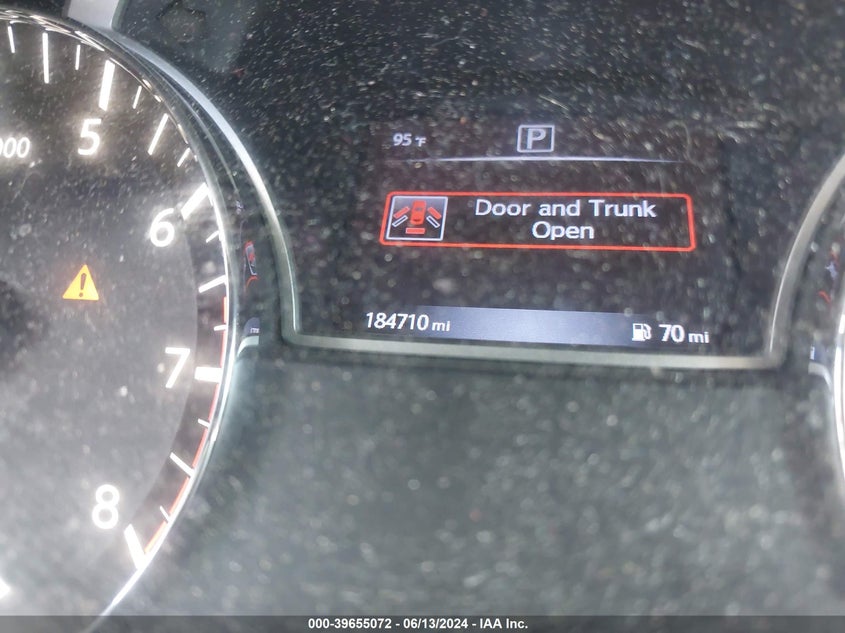 5
000
6
7
8
95 °F
P
Door and Trunk
Open
184710 mi
70 mi
000-39655072 - 06/13/2024 - IAA Inc.